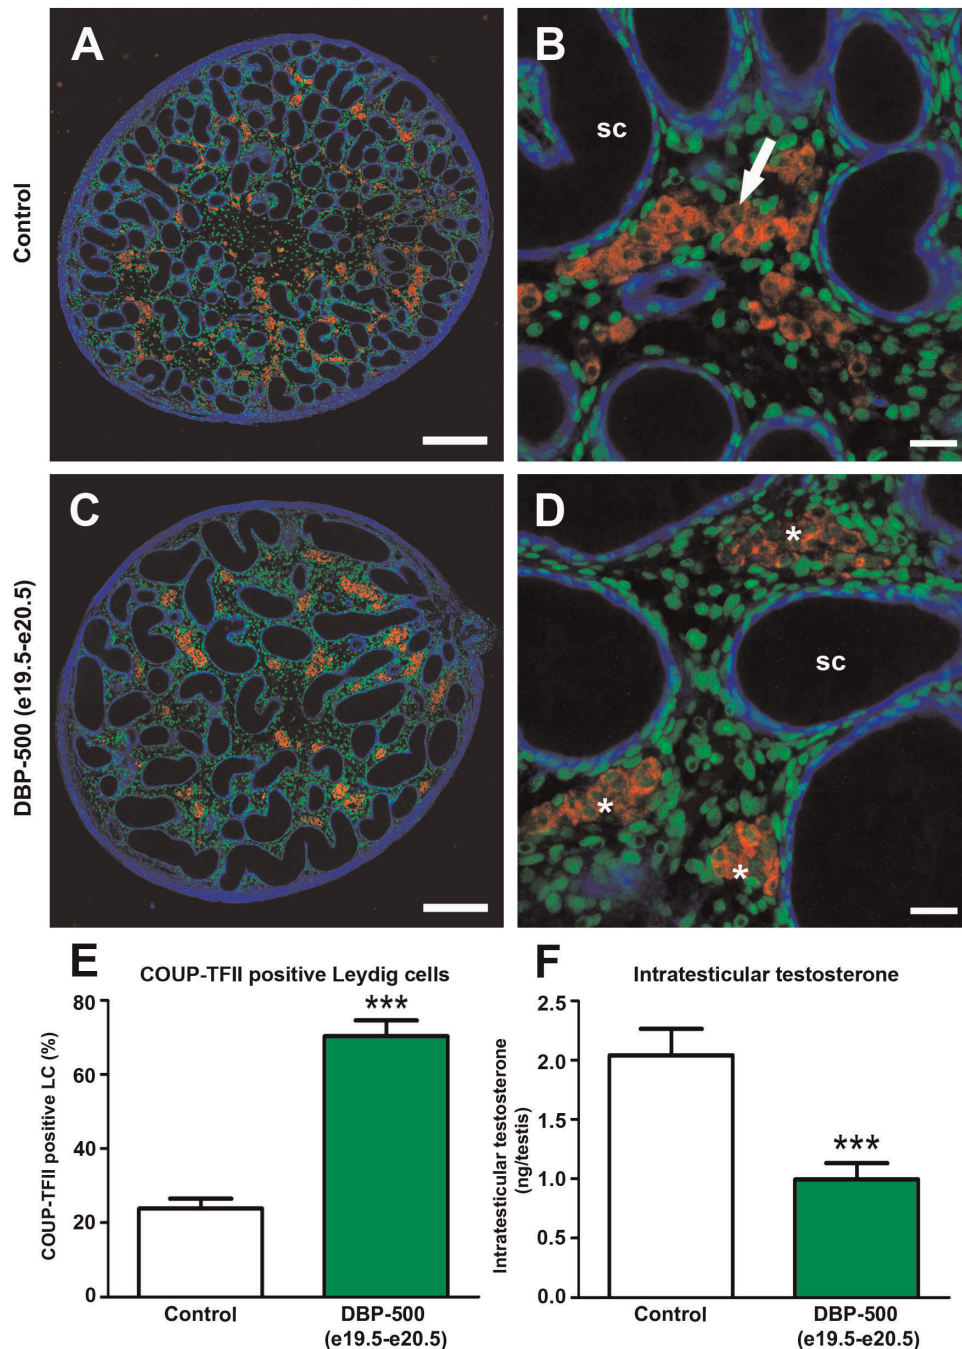 A
B
Control
sc
C
D
DBP-500 (e19.5-e20.5)
*
sc
*
*
E
COUP-TFII positive Leydig cells
COUP-TFII positive LC (%)
80
60
40
20
0
***
Control
DBP-500
(e19.5-e20.5)
F
Intratesticular testosterone
Intratesticular testosterone
(ng/testis)
2.5
2.0
1.5
1.0
0.5
0.0
***
Control
DBP-500
(e19.5-e20.5)